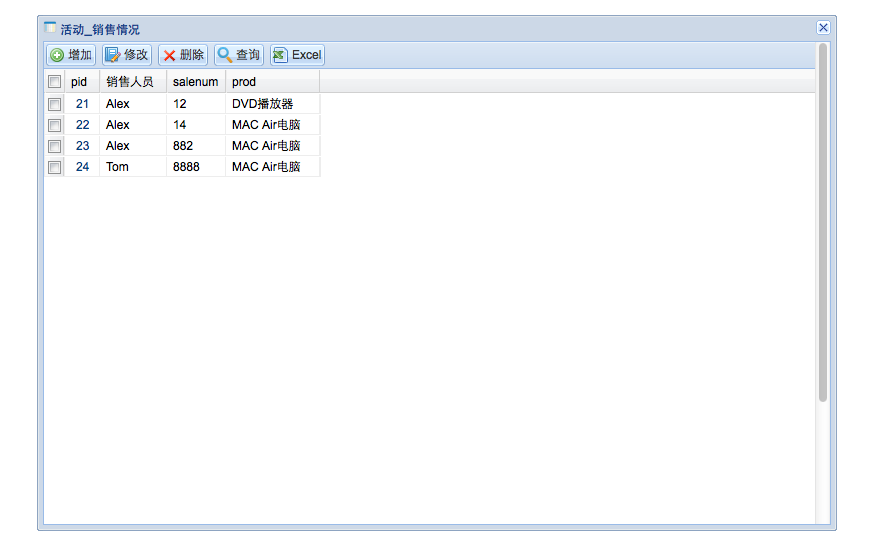 活动_销售情况
增加 修改 删除 查询 Excel
pid 销售人员 salenum prod
21 Alex 12 DVD播放器
22 Alex 14 MAC Air电脑
23 Alex 882 MAC Air电脑
24 Tom 8888 MAC Air电脑